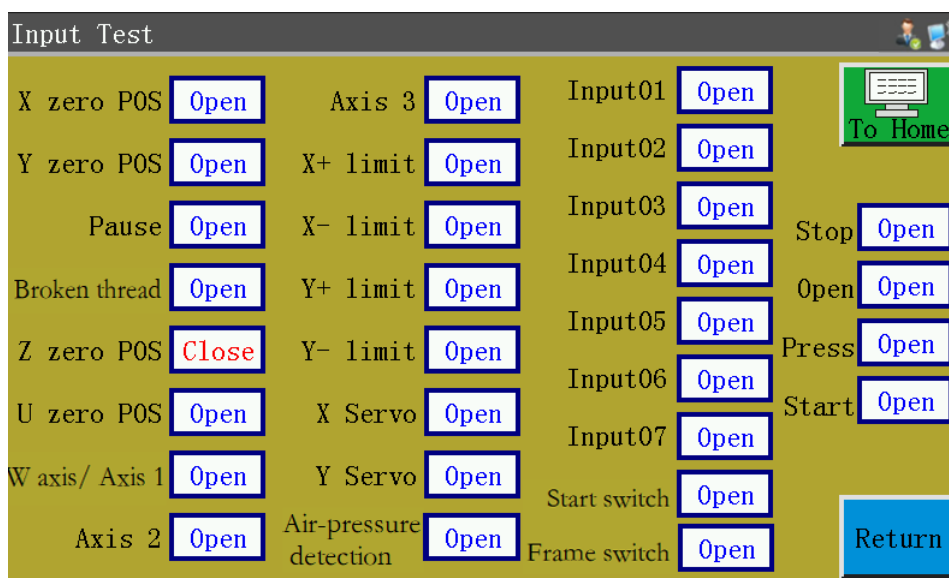 Input Test
X zero POS Open
Y zero POS Open
Pause Open
Broken thread Open
Z zero POS Close
U zero POS Open
W axis/ Axis 1 Open
Axis 2 Open
Axis 3 Open
X+ limit Open
X- limit Open
Y+ limit Open
Y- limit Open
X Servo Open
Y Servo Open
Air-pressure
detection Open
Input01 Open
Input02 Open
Input03 Open
Input04 Open
Input05 Open
Input06 Open
Input07 Open
Start switch Open
Frame switch Open
To Home
Stop Open
Open Open
Press Open
Start Open
Return